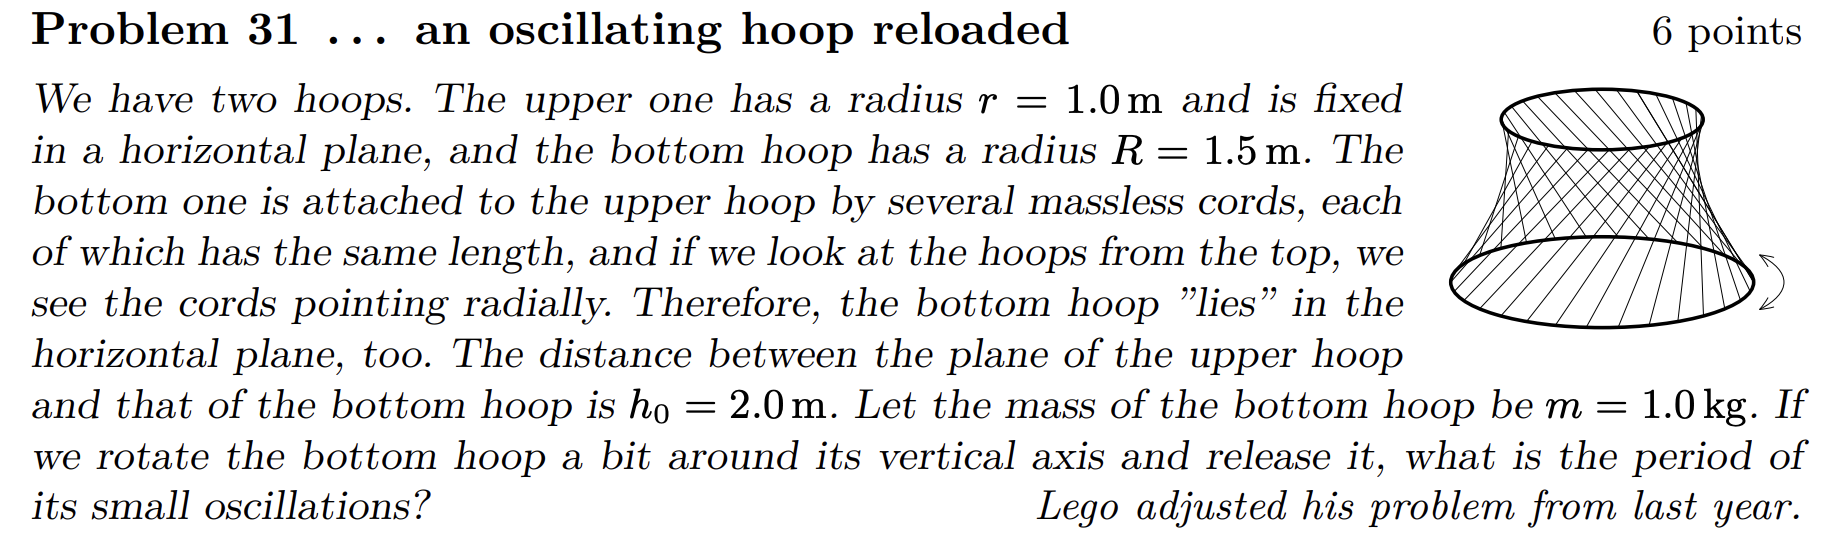 Problem 31 ... an oscillating hoop reloaded 6 points
We have two hoops. The upper one has a radius r = 1.0 m and is fixed
in a horizontal plane, and the bottom hoop has a radius R = 1.5 m. The
bottom one is attached to the upper hoop by several massless cords, each
of which has the same length, and if we look at the hoops from the top, we
see the cords pointing radially. Therefore, the bottom hoop ”lies” in the
horizontal plane, too. The distance between the plane of the upper hoop
and that of the bottom hoop is h₀ = 2.0 m. Let the mass of the bottom hoop be m = 1.0 kg. If
we rotate the bottom hoop a bit around its vertical axis and release it, what is the period of
its small oscillations? Lego adjusted his problem from last year.